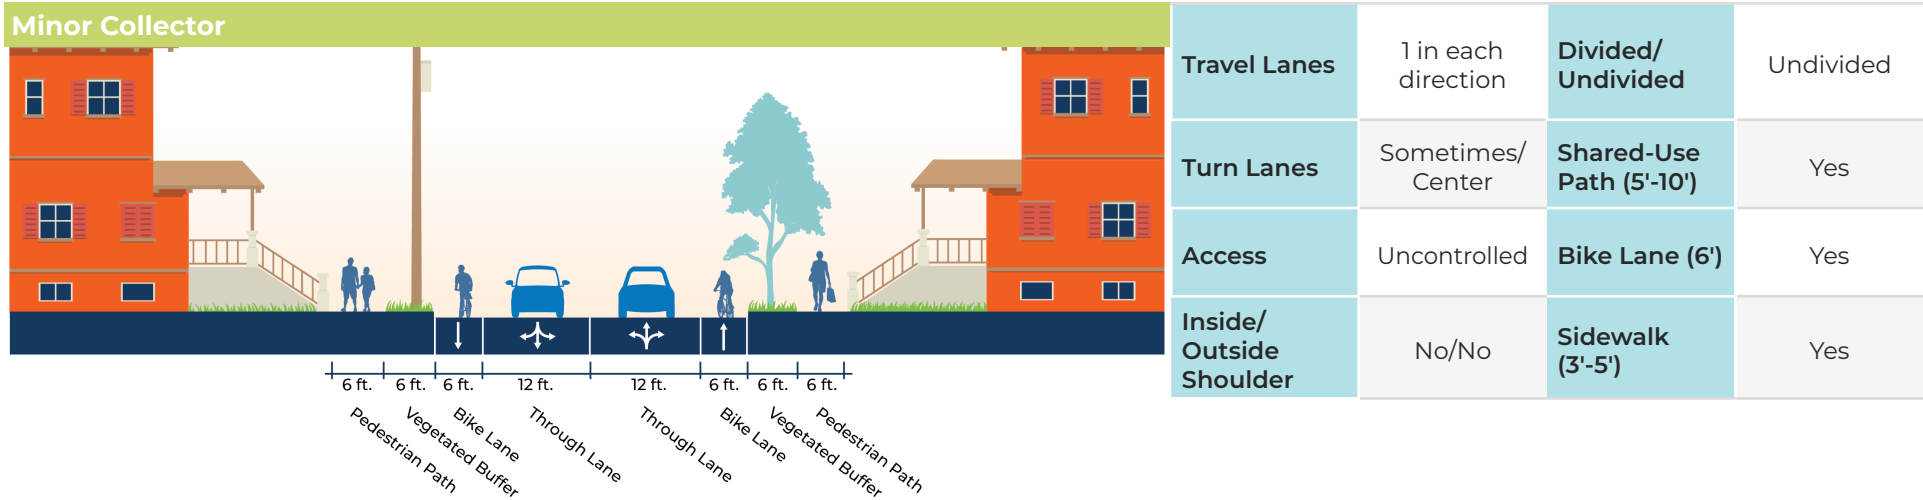 Minor Collector
Travel Lanes
1 in each
direction
Divided/
Undivided
Undivided
Turn Lanes
Sometimes/
Center
Shared-Use
Path (5'-10')
Yes
Access
Uncontrolled
Bike Lane (6')
Yes
Inside/
Outside
Shoulder
No/No
Sidewalk
(3'-5')
Yes
6 ft.
6 ft.
6 ft.
12 ft.
12 ft.
6 ft.
6 ft.
6 ft.
Pedestrian Path
Vegetated Buffer
Bike Lane
Through Lane
Through Lane
Bike Lane
Vegetated Buffer
Pedestrian Path